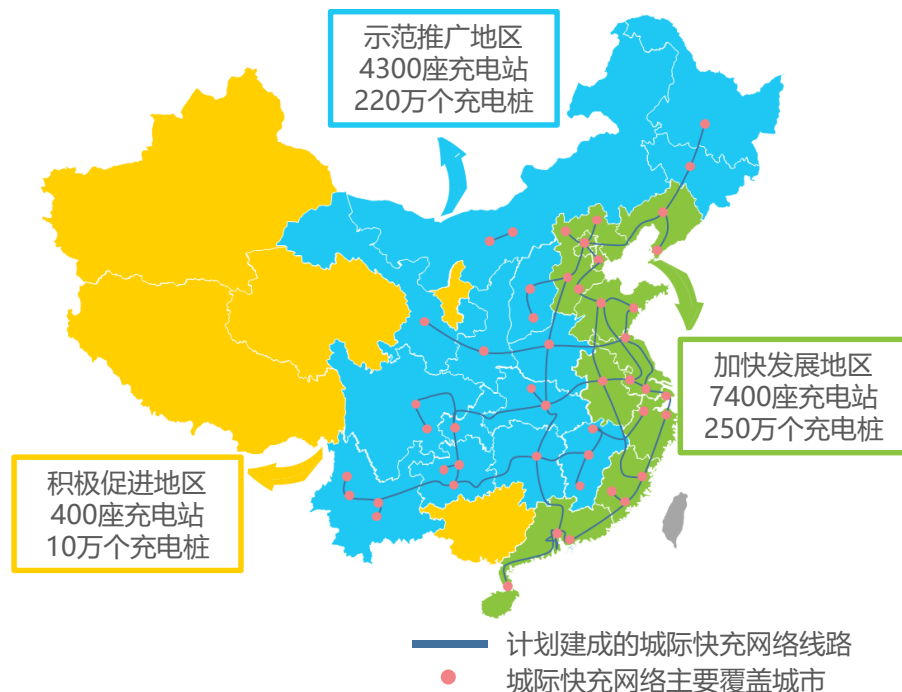 示范推广地区
4300座充电站
220万个充电桩
加快发展地区
7400座充电站
250万个充电桩
积极促进地区
400座充电站
10万个充电桩
计划建成的城际快充网络线路
城际快充网络主要覆盖城市